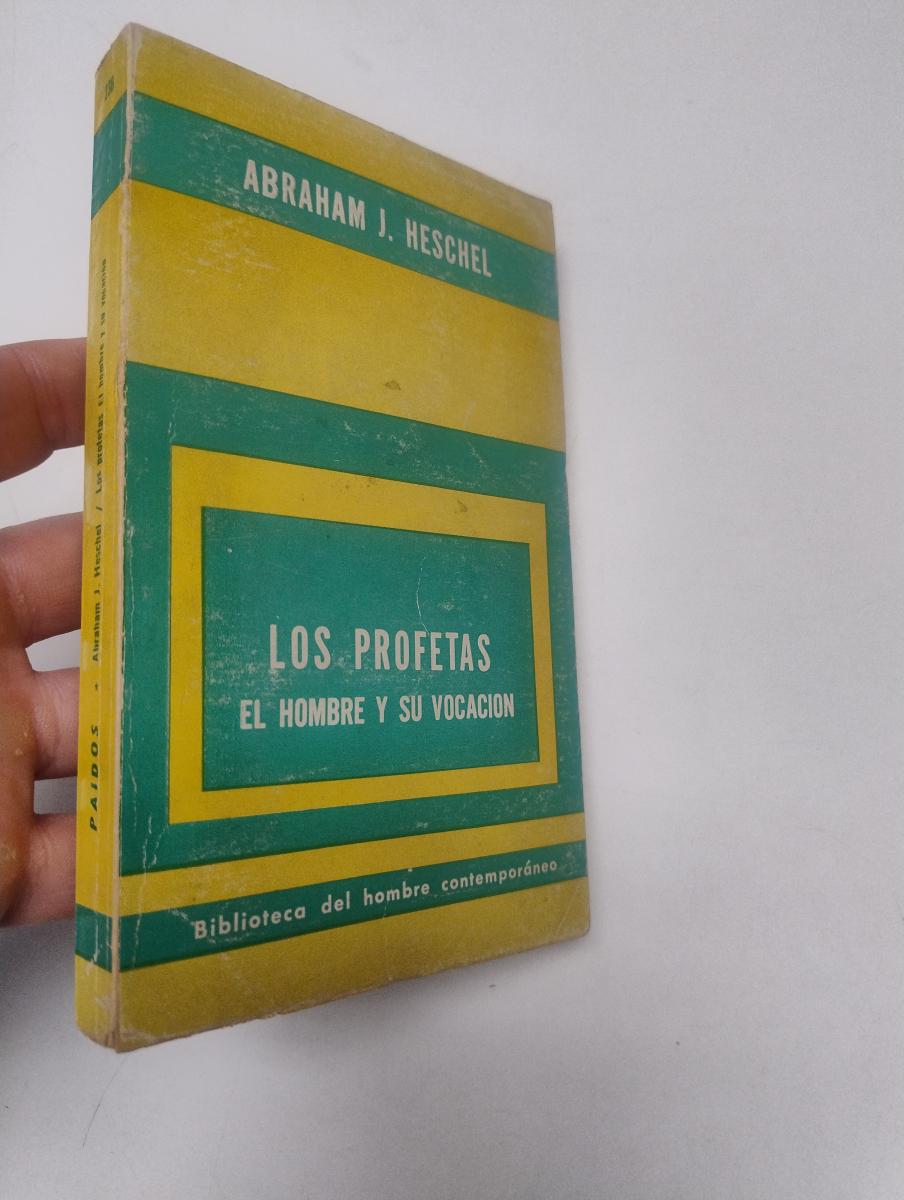 ABRAHAM J. HESCHEL
LOS PROFETAS
EL HOMBRE Y SU VOCACION
Biblioteca del hombre contemporáneo
PAIDOS - Abraham J. Heschel / Los profetas El hombre y su vocación